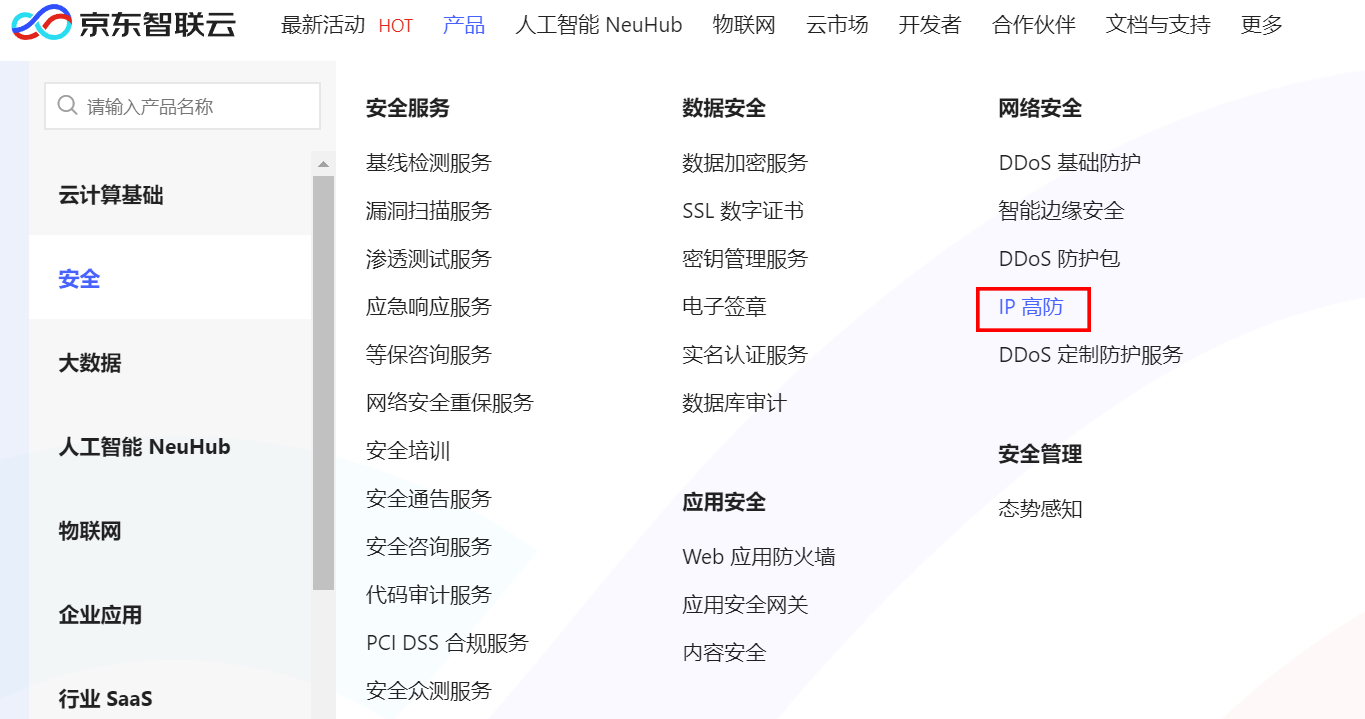 京东智联云
最新活动 HOT 产品 人工智能 NeuHub 物联网 云市场 开发者 合作伙伴 文档与支持 更多
请输入产品名称
云计算基础
安全
大数据
人工智能 NeuHub
物联网
企业应用
行业 SaaS
安全服务
基线检测服务
漏洞扫描服务
渗透测试服务
应急响应服务
等保咨询服务
网络安全重保服务
安全培训
安全通告服务
安全咨询服务
代码审计服务
PCI DSS 合规服务
安全众测服务
数据安全
数据加密服务
SSL 数字证书
密钥管理服务
电子签章
实名认证服务
数据库审计
应用安全
Web 应用防火墙
应用安全网关
内容安全
网络安全
DDoS 基础防护
智能边缘安全
DDoS 防护包
IP 高防
DDoS 定制防护服务
安全管理
态势感知